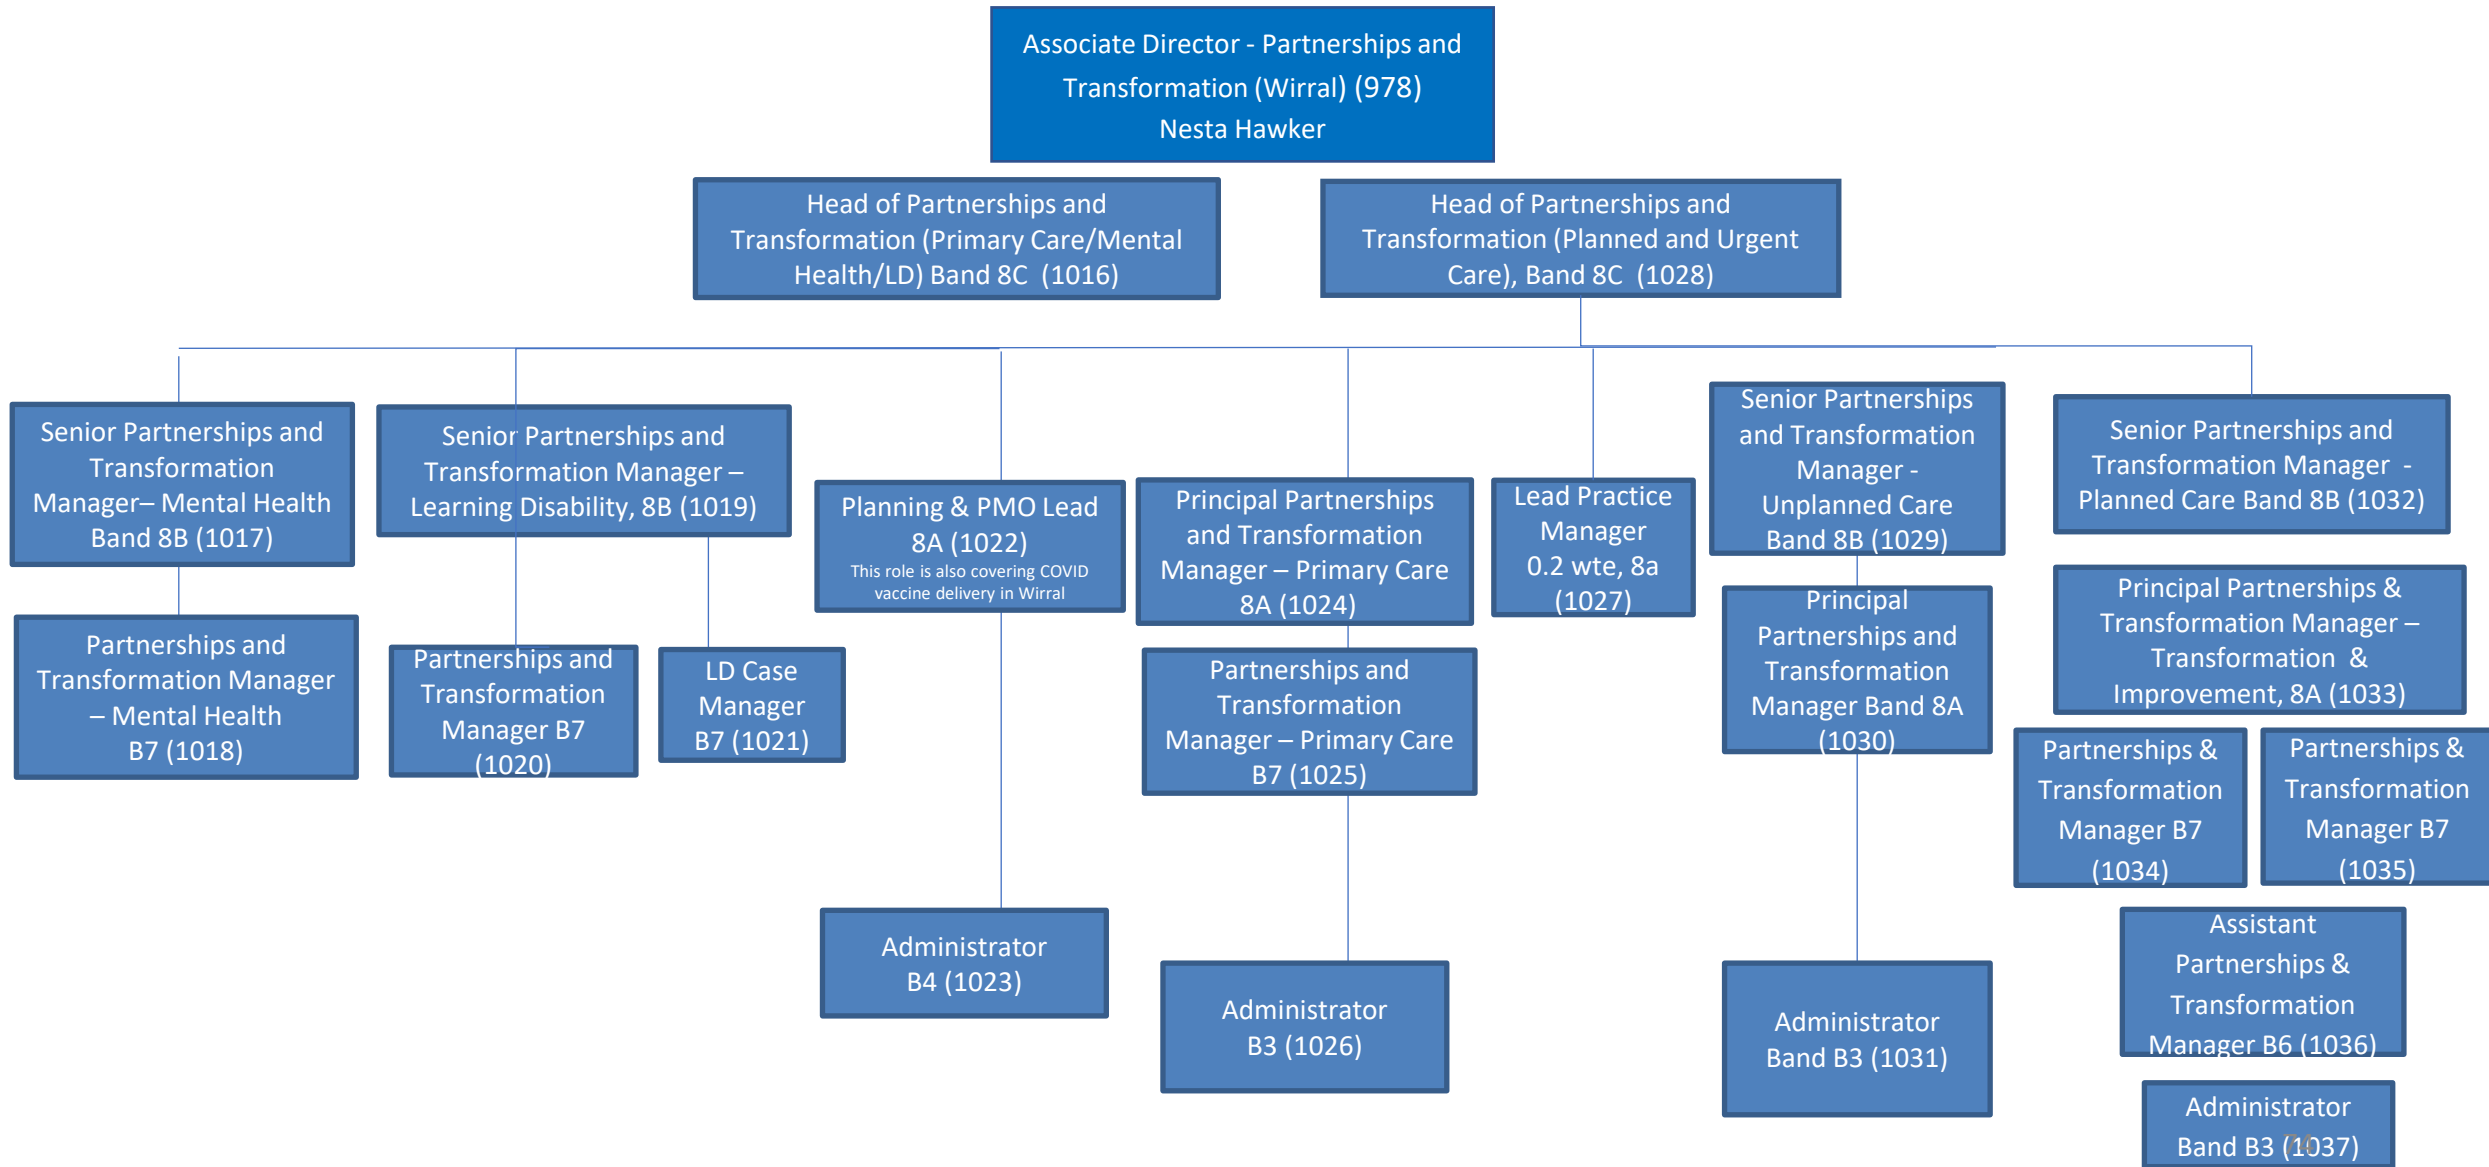 Associate Director - Partnerships and
Transformation (Wirral) (978)
Nesta Hawker
Head of Partnerships and
Transformation (Primary Care/Mental
Health/LD) Band 8C (1016)
Head of Partnerships and
Transformation (Planned and Urgent
Care), Band 8C (1028)
Senior Partnerships and
Transformation
Manager– Mental Health
Band 8B (1017)
Senior Partnerships and
Transformation Manager –
Learning Disability, 8B (1019)
Planning & PMO Lead
8A (1022)
This role is also covering COVID
vaccine delivery in Wirral
Principal Partnerships
and Transformation
Manager – Primary Care
8A (1024)
Lead Practice
Manager
0.2 wte, 8a
(1027)
Senior Partnerships
and Transformation
Manager -
Unplanned Care
Band 8B (1029)
Senior Partnerships and
Transformation Manager -
Planned Care Band 8B (1032)
Partnerships and
Transformation Manager
– Mental Health
B7 (1018)
Partnerships and
Transformation
Manager B7
(1020)
LD Case
Manager
B7 (1021)
Partnerships and
Transformation
Manager – Primary Care
B7 (1025)
Principal
Partnerships and
Transformation
Manager Band 8A
(1030)
Principal Partnerships &
Transformation Manager –
Transformation &
Improvement, 8A (1033)
Partnerships &
Transformation
Manager B7
(1034)
Partnerships &
Transformation
Manager B7
(1035)
Administrator
B4 (1023)
Administrator
B3 (1026)
Administrator
Band B3 (1031)
Assistant
Partnerships &
Transformation
Manager B6 (1036)
Administrator
Band B3 (1037)
74